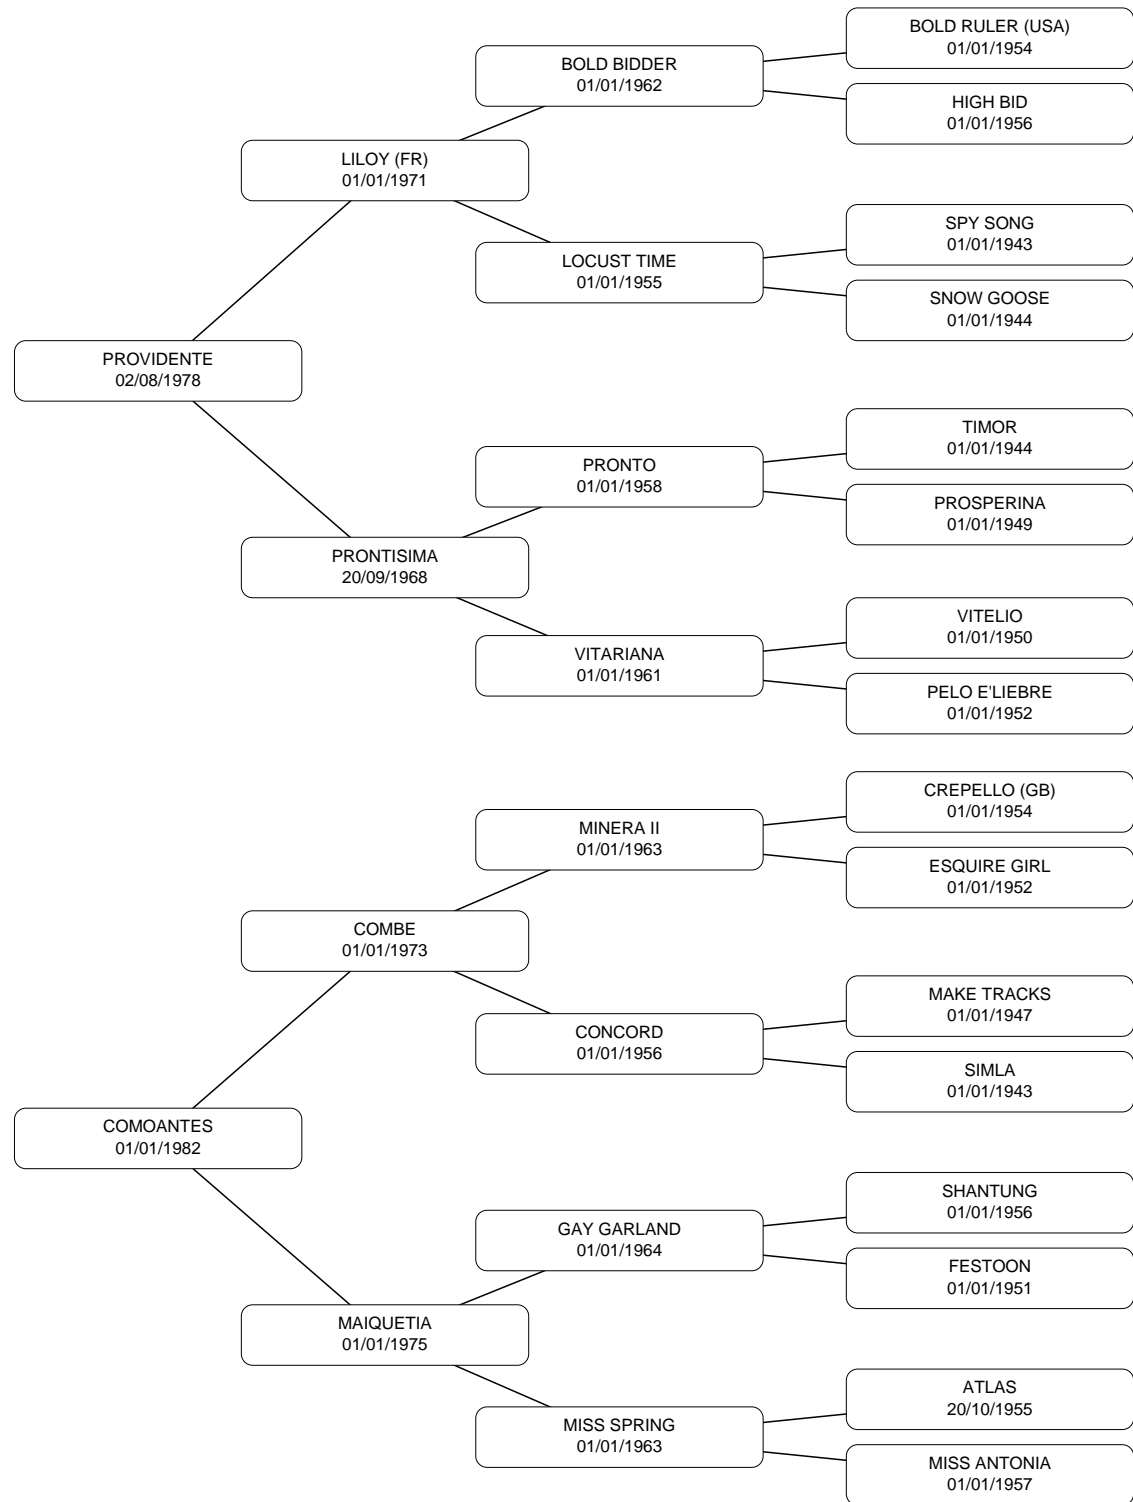 BOLD RULER (USA)
01/01/1954
BOLD BIDDER
01/01/1962
HIGH BID
01/01/1956
LILOY (FR)
01/01/1971
SPY SONG
01/01/1943
LOCUST TIME
01/01/1955
SNOW GOOSE
01/01/1944
PROVIDENTE
02/08/1978
TIMOR
01/01/1944
PRONTO
01/01/1958
PROSPERINA
01/01/1949
PRONTISIMA
20/09/1968
VITELIO
01/01/1950
VITARIANA
01/01/1961
PELO E'LIEBRE
01/01/1952
CREPELLO (GB)
01/01/1954
MINERA II
01/01/1963
ESQUIRE GIRL
01/01/1952
COMBE
01/01/1973
MAKE TRACKS
01/01/1947
CONCORD
01/01/1956
SIMLA
01/01/1943
COMOANTES
01/01/1982
SHANTUNG
01/01/1956
GAY GARLAND
01/01/1964
FESTOON
01/01/1951
MAIQUETIA
01/01/1975
ATLAS
20/10/1955
MISS SPRING
01/01/1963
MISS ANTONIA
01/01/1957